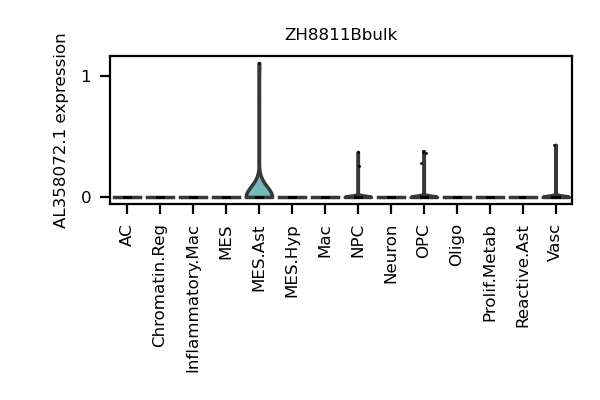 ZH8811Bbulk
AL358072.1 expression
1
0
AC
Chromatin.Reg
Inflammatory.Mac
MES
MES.Ast
MES.Hyp
Mac
NPC
Neuron
OPC
Oligo
Prolif.Metab
Reactive.Ast
Vasc